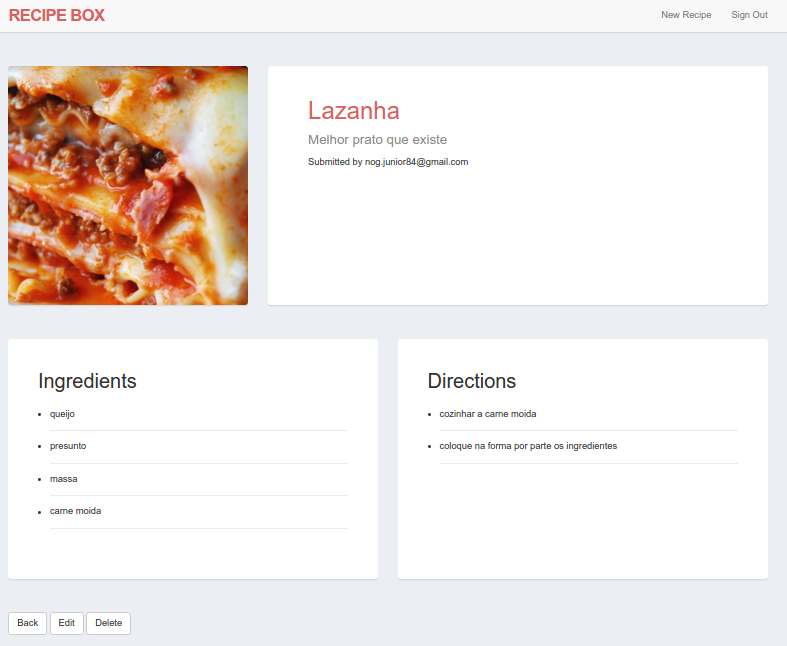 RECIPE BOX
New Recipe
Sign Out
Lazanha
Melhor prato que existe
Submitted by nog.junior84@gmail.com
Ingredients
queijo
presunto
massa
carne moida
Directions
cozinhar a carne moida
coloque na forma por parte os ingredientes
Back
Edit
Delete